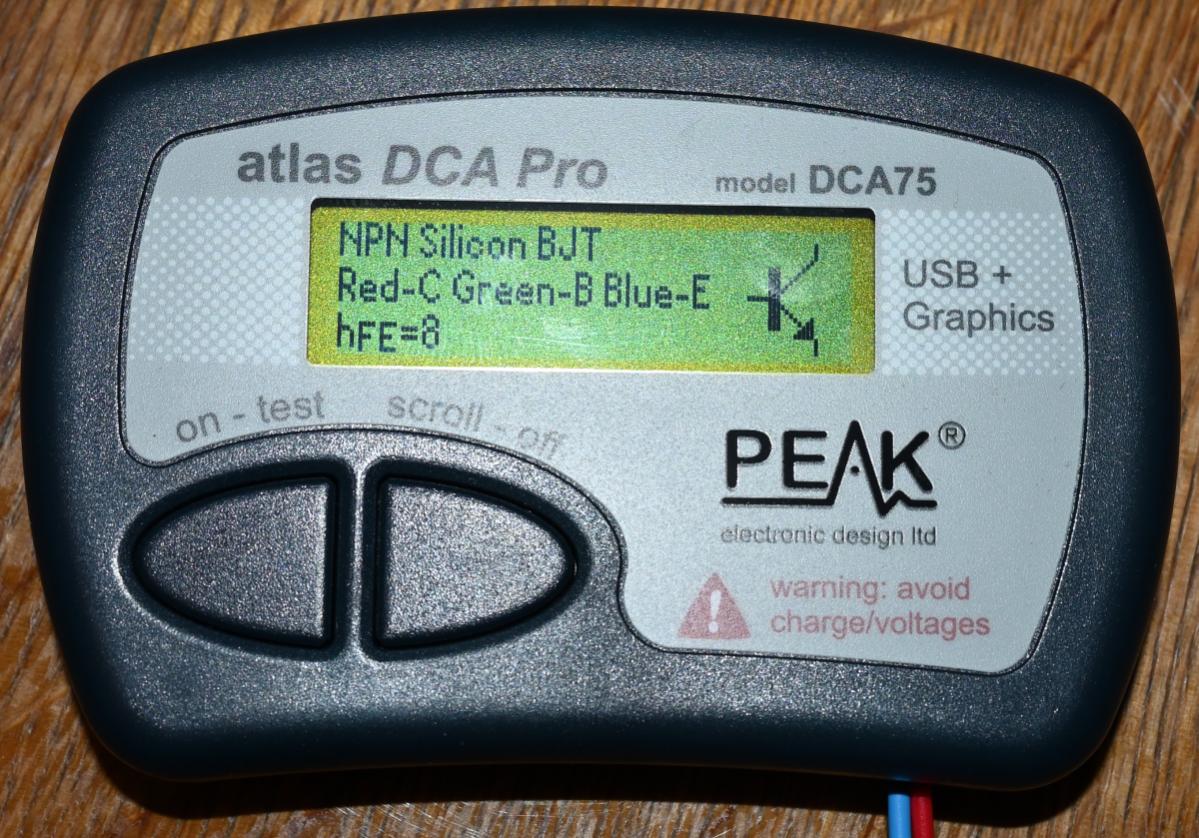 atlas DCA Pro
model DCA75
NPN Silicon BJT
Red-C Green-B Blue-E
hFE=8
USB +
Graphics
on - test
scroll - off
PEAK®
electronic design ltd
warning: avoid
charge/voltages